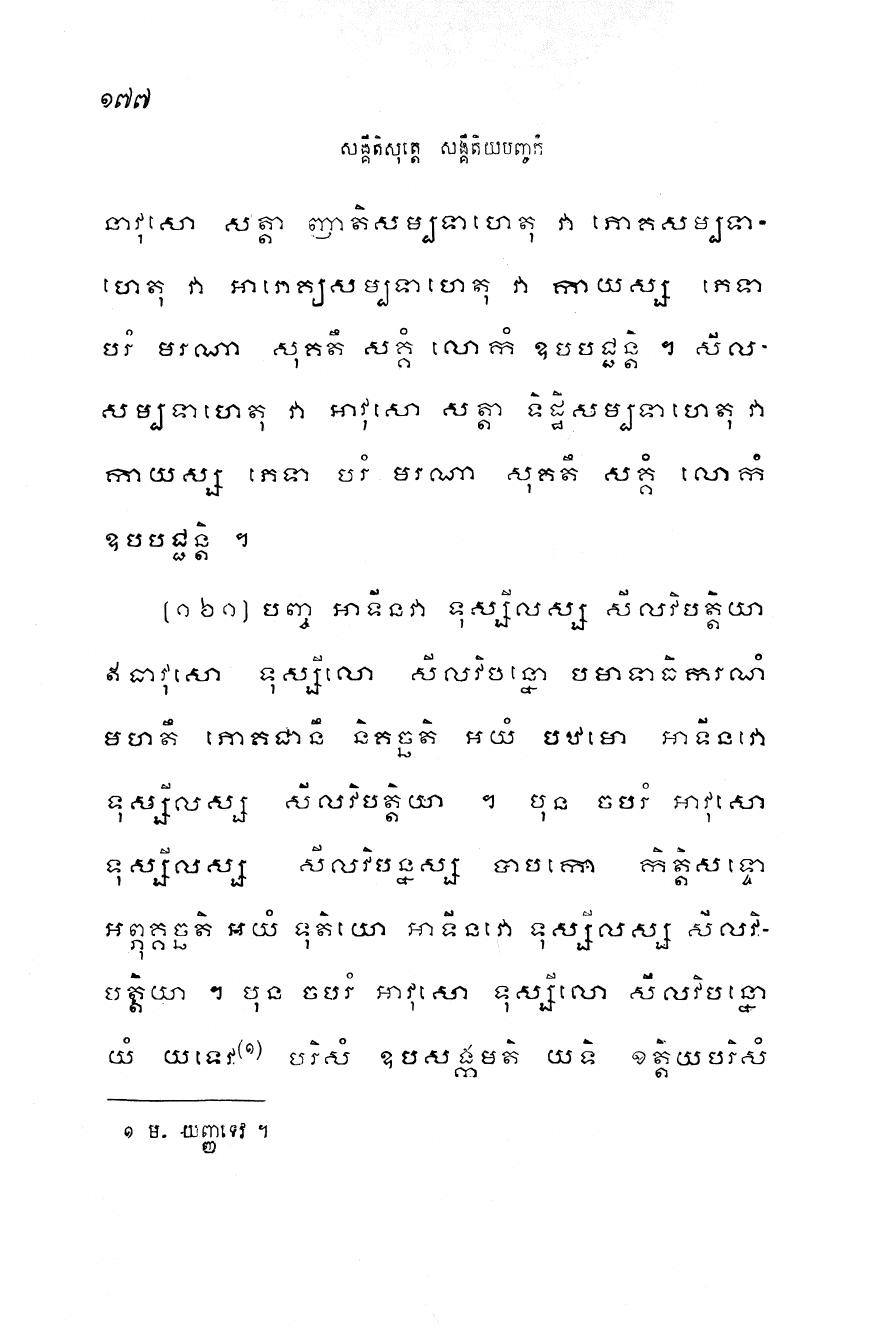 ១៧៧
សង្គីតិសុត្តេ សង្គីតិយបញ្ចកំ
នាវុសោ សត្តា ញាតិសម្បទាហេតុ វា ភោគសម្បទា-
ហេតុ វា អារោគ្យសម្បទាហេតុ វា កាយស្ស ភេទា
បរំ មរណា សុគតឹ សគ្គំ លោកំ ឧបបជ្ជន្តិ ។ សីល-
សម្បទាហេតុ វា អាវុសោ សត្តា ទិដ្ឋិសម្បទាហេតុ វា
កាយស្ស ភេទា បរំ មរណា សុគតឹ សគ្គំ លោកំ
ឧបបជ្ជន្តិ ។
(១៦១) បញ្ច អាទីនវា ទុស្សីលស្ស សីលវិបត្តិយា
ឥធាវុសោ ទុស្សីលោ សីលវិបន្នោ បមាទាធិករណំ
មហតឹ ភោគជានឹ និគច្ឆតិ អយំ បឋមោ អាទីនវោ
ទុស្សីលស្ស សីលវិបត្តិយា ។ បុន ចបរំ អាវុសោ
ទុស្សីលស្ស សីលវិបន្នស្ស បាបកោ កិត្តិសទ្ទោ
អព្ភុគ្គច្ឆតិ អយំ ទុតិយោ អាទីនវោ ទុស្សីលស្ស សីលវិ-
បត្តិយា ។ បុន ចបរំ អាវុសោ ទុស្សីលោ សីលវិបន្នោ
យំ យទេវ(១) បរិសំ ឧបសង្កមតិ យទិ ខត្តិយបរិសំ
១ ម. យញ្ញទេវ ។